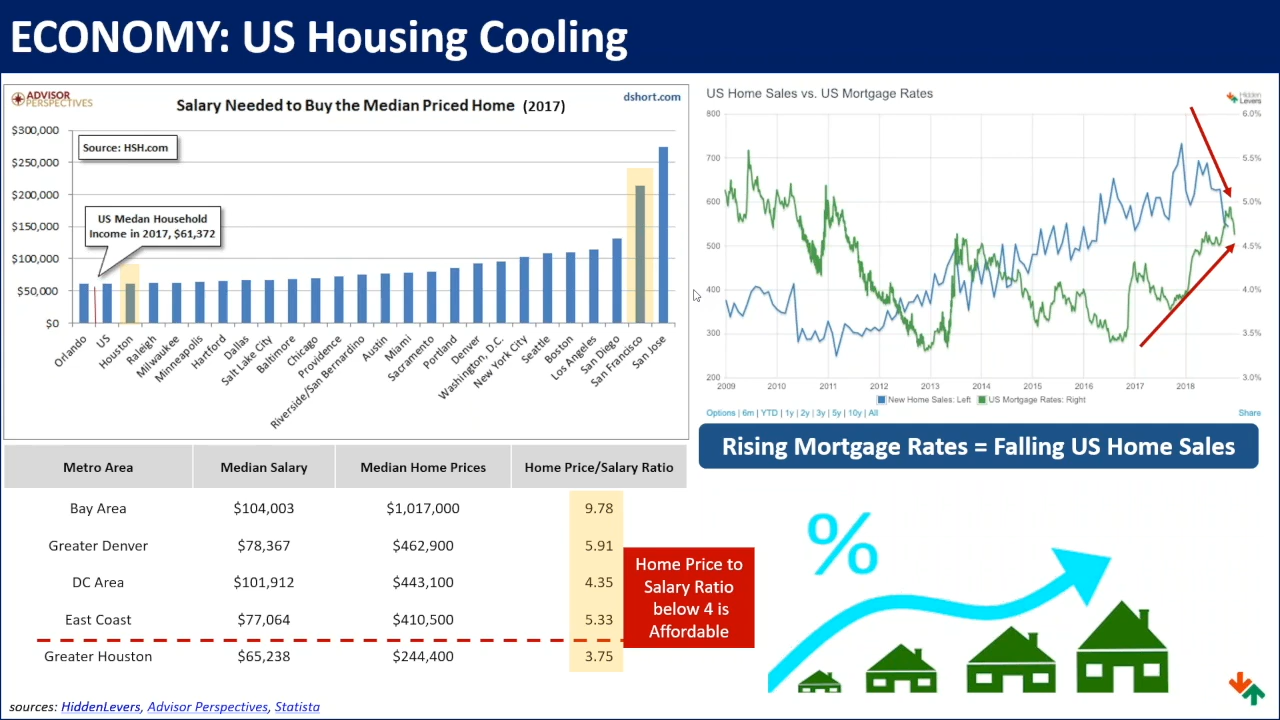 ECONOMY: US Housing Cooling
ADVISOR
PERSPECTIVES
Salary Needed to Buy the Median Priced Home (2017)
dshort.com
$300,000
$250,000
$200,000
$150,000
$100,000
$50,000
$0
Source: HSH.com
US Medan Household
Income in 2017, $61,372
Orlando
US
Houston
Raleigh
Milwaukee
Minneapolis
Hartford
Dallas
Salt Lake City
Baltimore
Chicago
Providence
Riverside/San Bernardino
Austin
Miami
Sacramento
Portland
Denver
Washington, D.C.
New York City
Seattle
Boston
Los Angeles
San Diego
San Francisco
San Jose
US Home Sales vs. US Mortgage Rates
Hidden
Levers
800
700
600
500
400
300
200
6.0%
5.5%
5.0%
4.5%
4.0%
3.5%
3.0%
2009 2010 2011 2012 2013 2014 2015 2016 2017 2018
New Home Sales: Left US Mortgage Rates: Right
Options | 6m | YTD | 1y | 2y | 3y | 5y | 10y | All
Share
Rising Mortgage Rates = Falling US Home Sales
Metro Area Median Salary Median Home Prices Home Price/Salary Ratio
Bay Area $104,003 $1,017,000 9.78
Greater Denver $78,367 $462,900 5.91
DC Area $101,912 $443,100 4.35
East Coast $77,064 $410,500 5.33
Greater Houston $65,238 $244,400 3.75
Home Price to
Salary Ratio
below 4 is
Affordable
%
sources: HiddenLevers, Advisor Perspectives, Statista